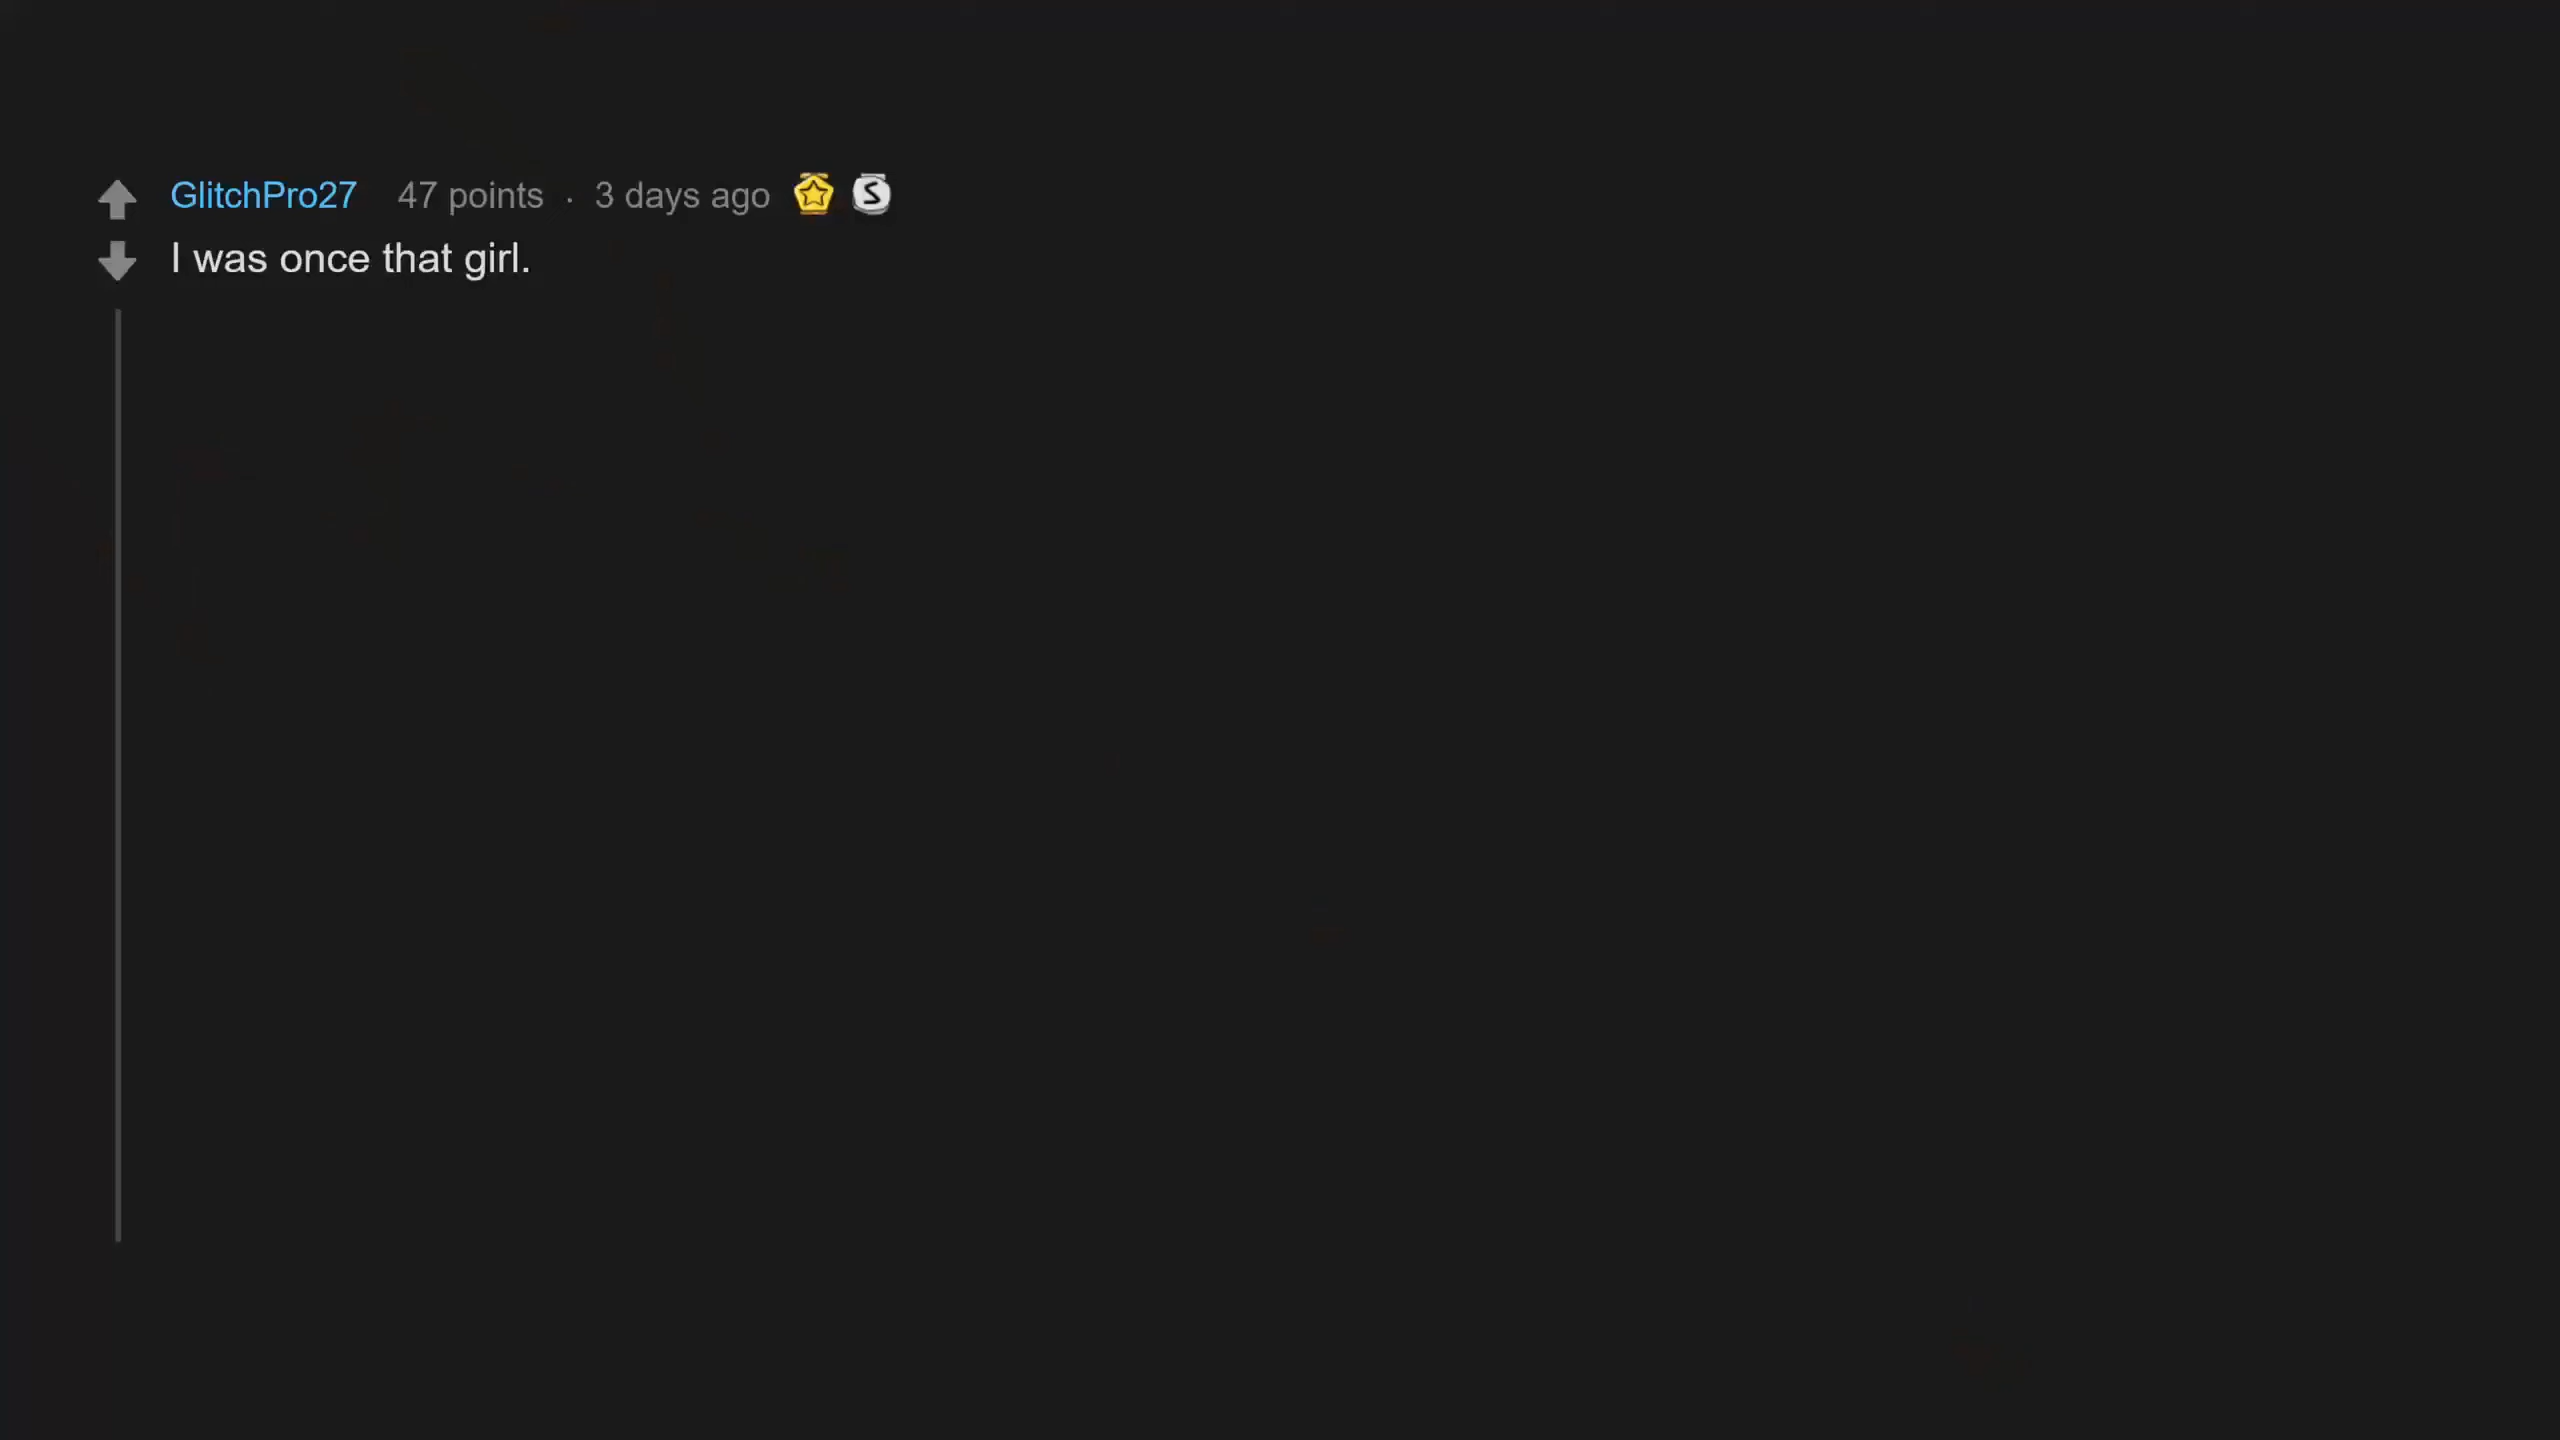 GlitchPro27 47 points · 3 days ago S
I was once that girl.